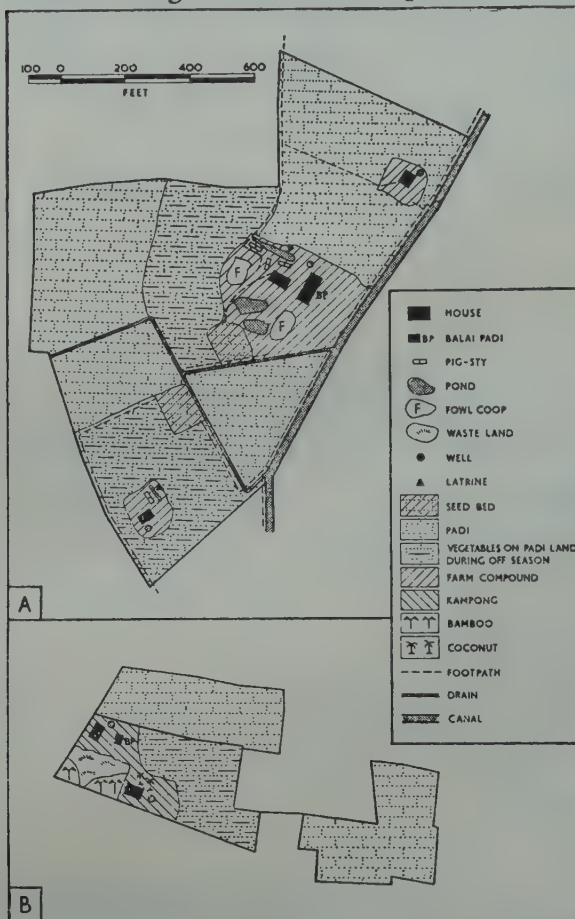 100 0 200 400 600
FEET
F
BP
F
A
HOUSE
BP BALAI PADI
PIG-STY
POND
F FOWL COOP
WASTE LAND
WELL
LATRINE
SEED BED
PADI
VEGETABLES ON PADI LAND
DURING OFF SEASON
FARM COMPOUND
KAMPONG
BAMBOO
COCONUT
FOOTPATH
DRAIN
CANAL
BP
B